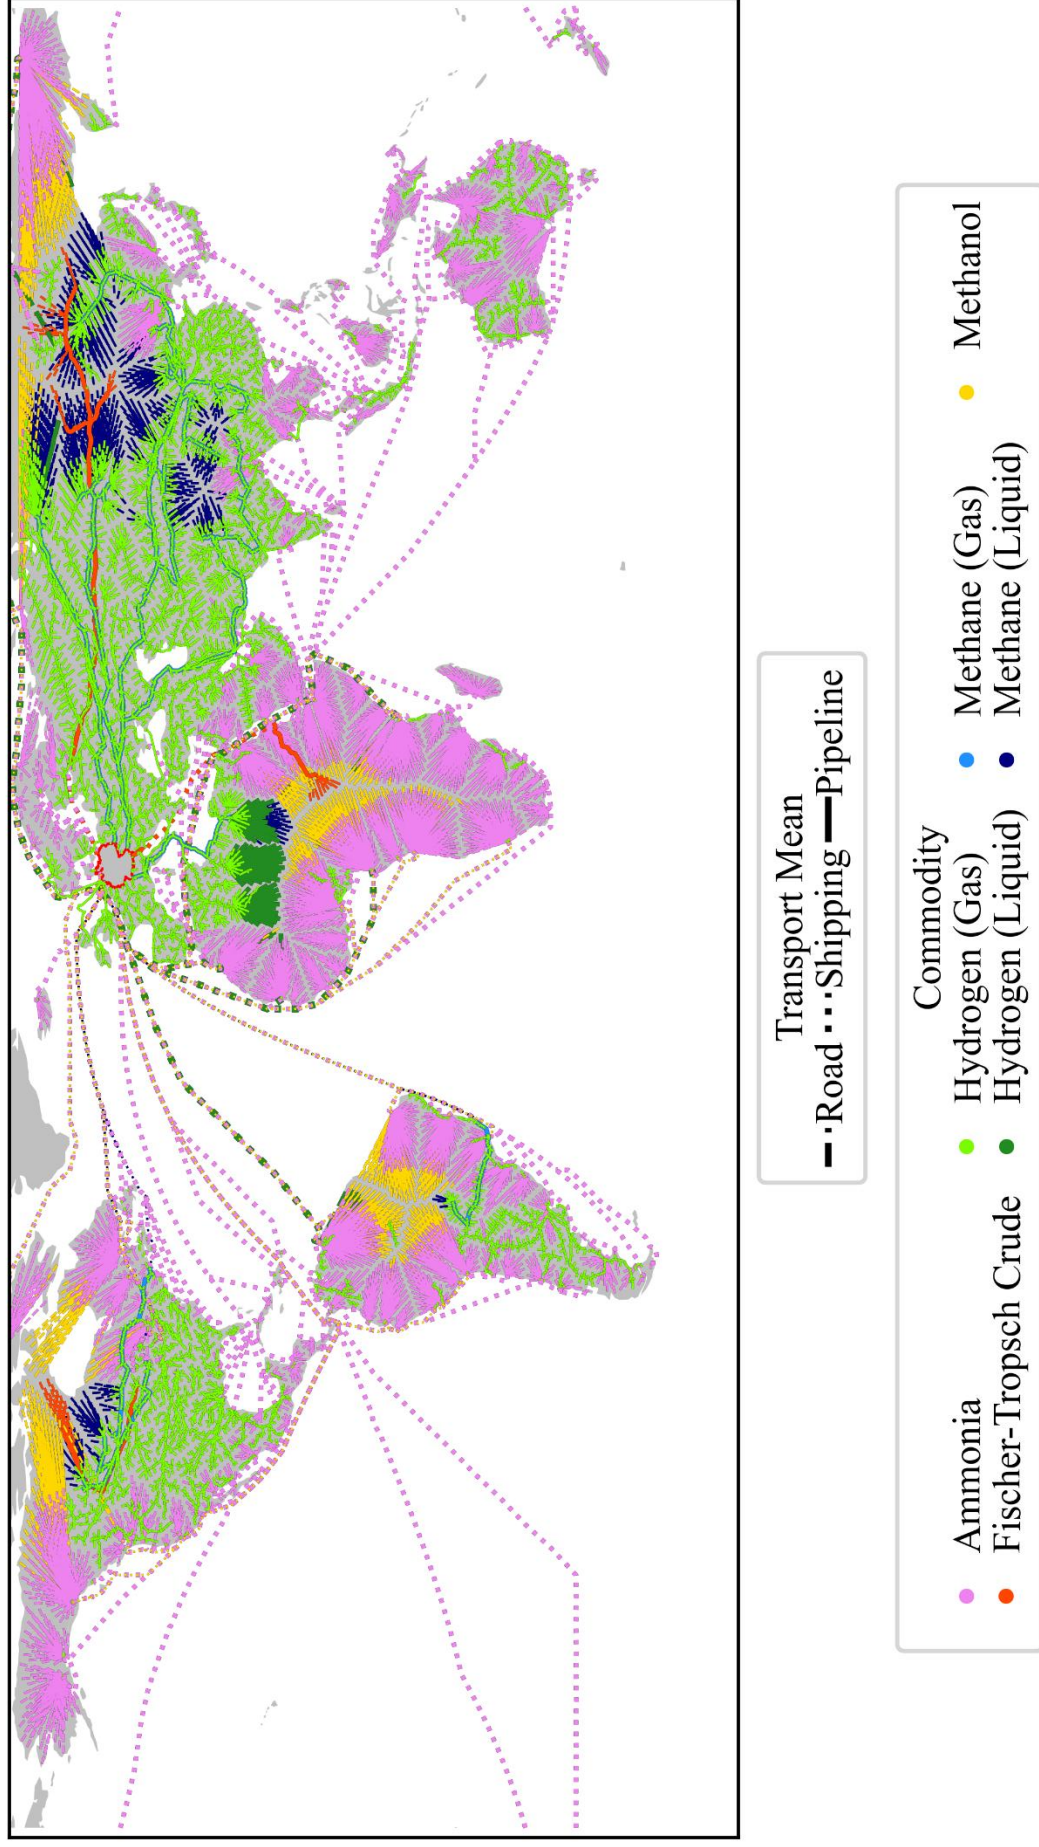 Transport Mean
Road Shipping Pipeline
Commodity
Ammonia Hydrogen (Gas) Methane (Gas) Methanol
Fischer-Tropsch Crude Hydrogen (Liquid) Methane (Liquid)